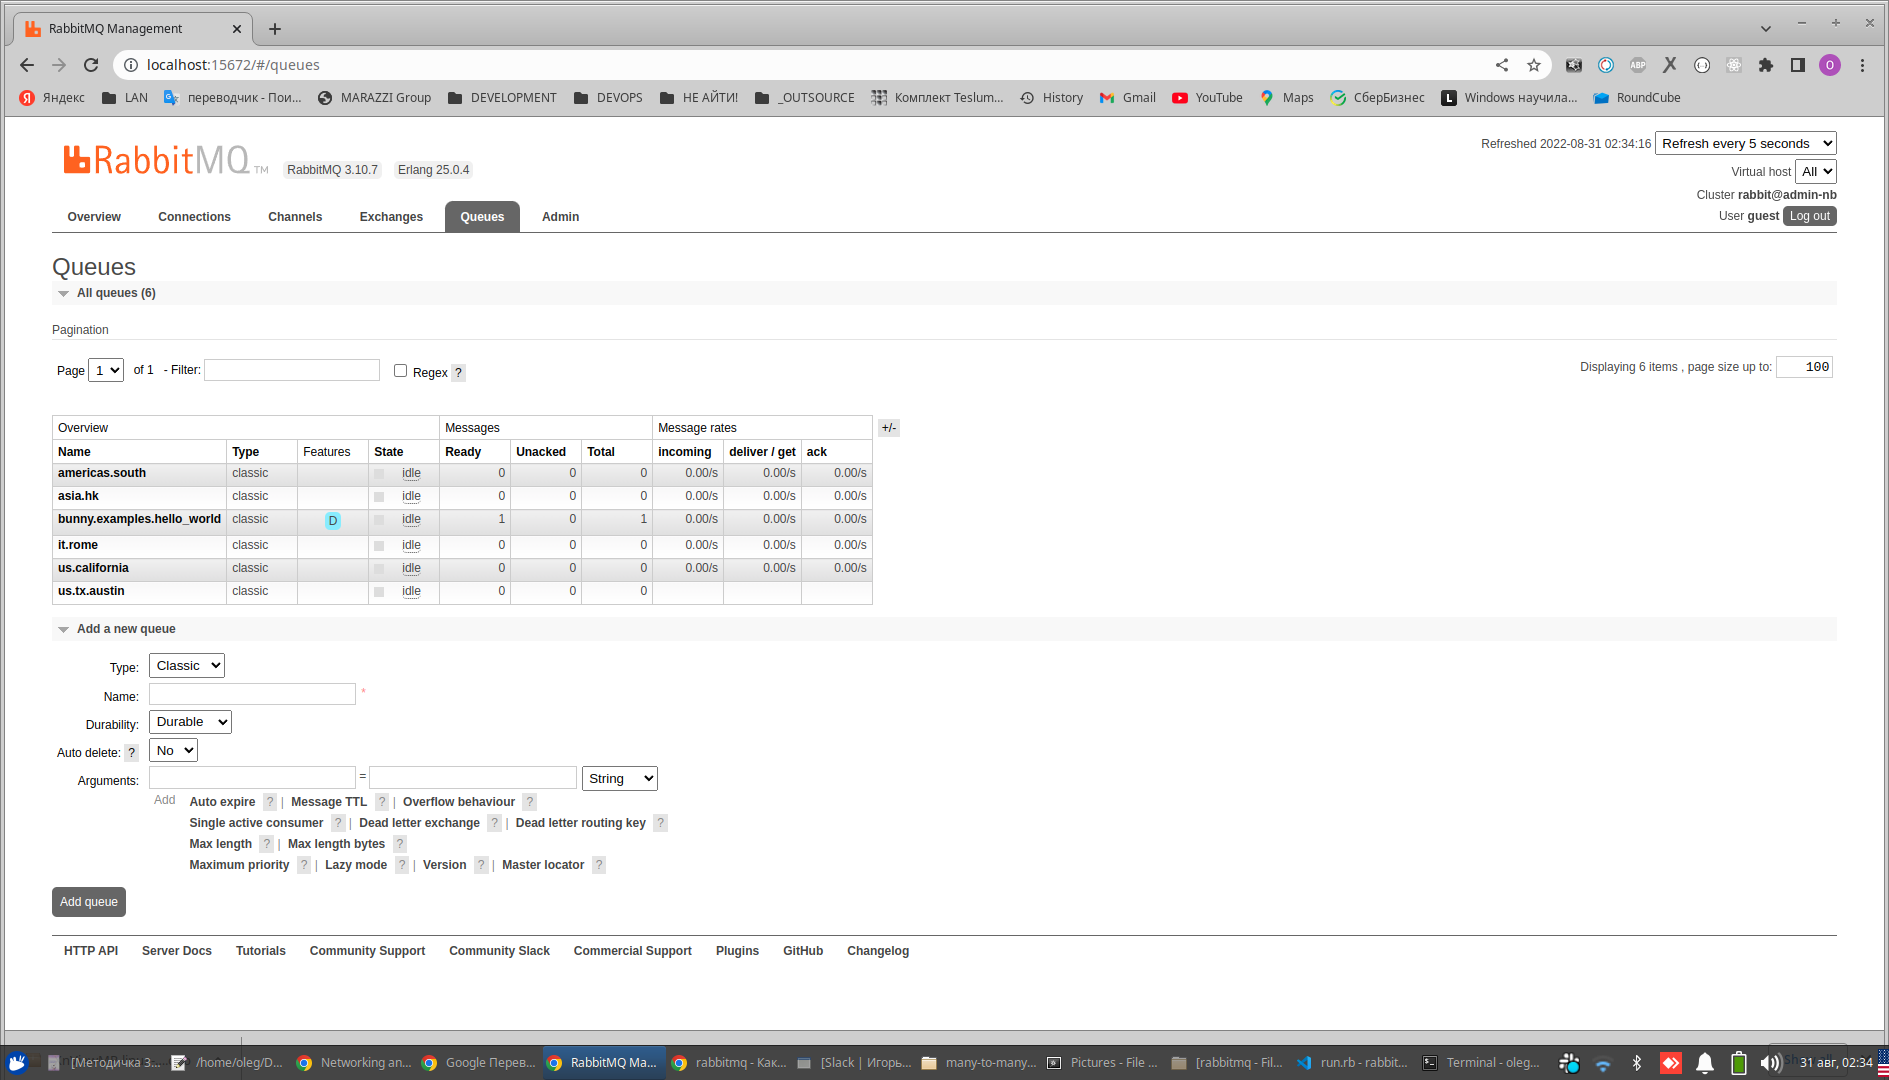 RabbitMQ Management
localhost:15672/#/queues
Яндекс LAN переводчик - Пои... MARAZZI Group DEVELOPMENT DEVOPS НЕ АЙТИ! _OUTSOURCE Комплект Teslum... History Gmail YouTube Maps СберБизнес Windows научила... RoundCube
RabbitMQ TM RabbitMQ 3.10.7 Erlang 25.0.4
Refreshed 2022-08-31 02:34:16 Refresh every 5 seconds
Virtual host All
Cluster rabbit@admin-nb
User guest Log out
Overview Connections Channels Exchanges Queues Admin
Queues
All queues (6)
Pagination
Page 1 of 1 - Filter: Regex ? Displaying 6 items , page size up to: 100
Overview Messages Message rates +/-
Name Type Features State Ready Unacked Total incoming deliver / get ack
americas.south classic idle 0 0 0 0.00/s 0.00/s 0.00/s
asia.hk classic idle 0 0 0 0.00/s 0.00/s 0.00/s
bunny.examples.hello_world classic D idle 1 0 1 0.00/s 0.00/s 0.00/s
it.rome classic idle 0 0 0 0.00/s 0.00/s 0.00/s
us.california classic idle 0 0 0 0.00/s 0.00/s 0.00/s
us.tx.austin classic idle 0 0 0
Add a new queue
Type: Classic
Name: *
Durability: Durable
Auto delete: ? No
Arguments: = String
Add Auto expire ? | Message TTL ? | Overflow behaviour ?
Single active consumer ? | Dead letter exchange ? | Dead letter routing key ?
Max length ? | Max length bytes ?
Maximum priority ? | Lazy mode ? | Version ? | Master locator ?
Add queue
HTTP API Server Docs Tutorials Community Support Community Slack Commercial Support Plugins GitHub Changelog
[Методичка 3... /home/oleg/D... Networking an... Google Перев... RabbitMQ Ma... rabbitmq - Как... [Slack | Игорь... many-to-many... Pictures - File ... [rabbitmq - Fil... run.rb - rabbit... Terminal - oleg... 31 авг, 02:34